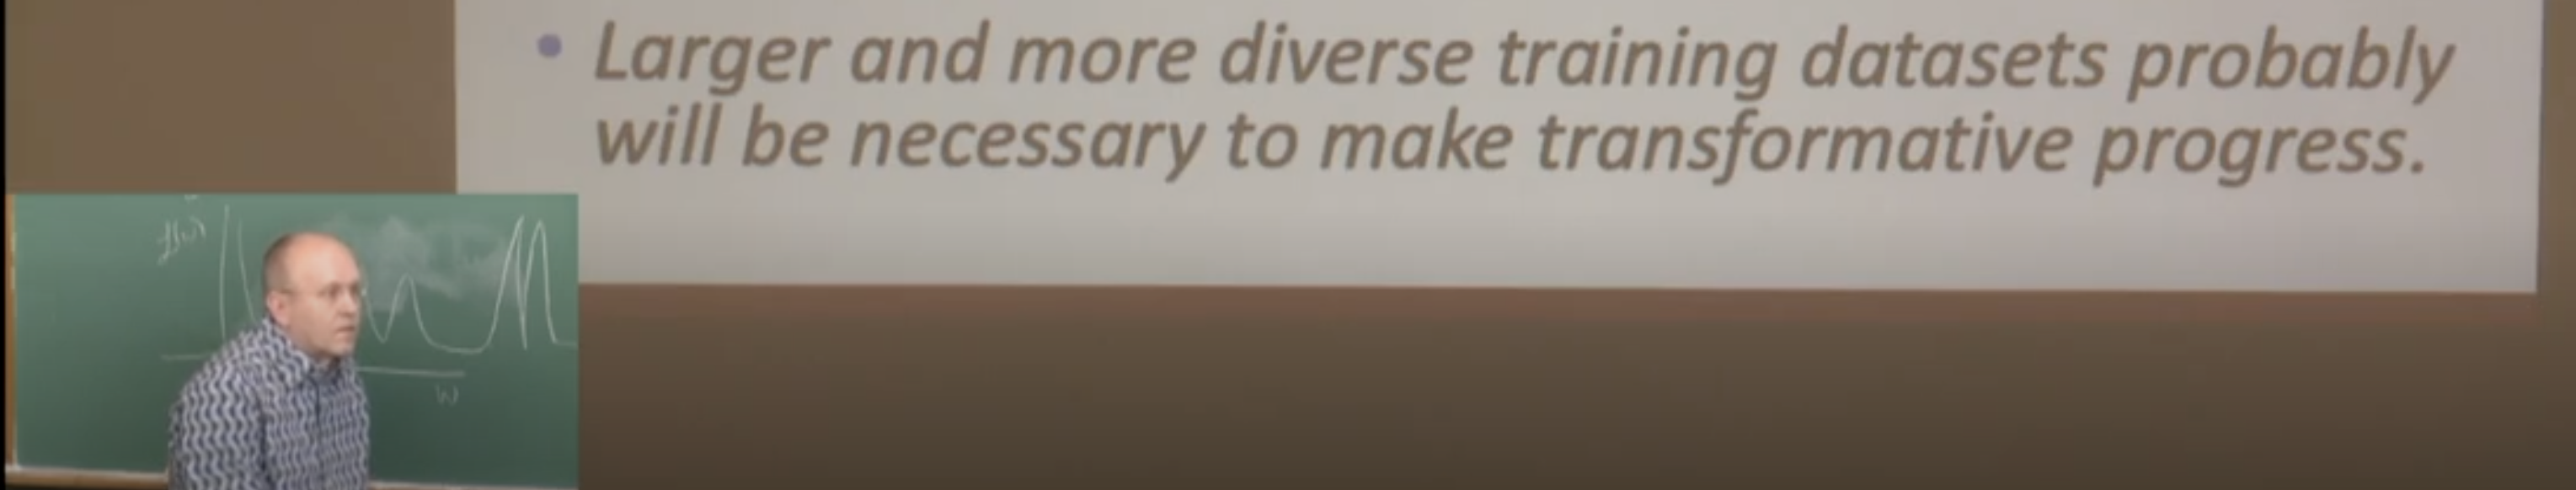 • Larger and more diverse training datasets probably
will be necessary to make transformative progress.
f(w)
w